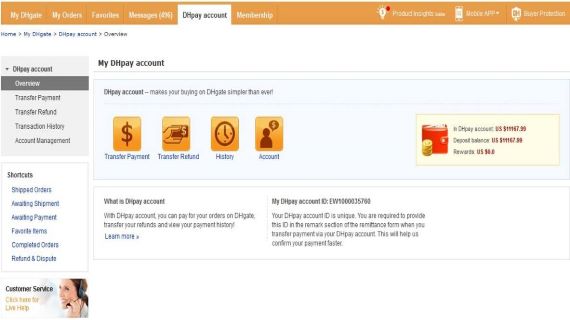 My DHgate My Orders Favorites Messages (496) DHpay account Membership Product Insights Mobile APP Buyer Protection
Home > My DHgate > DHpay account > Overview
DHpay account
Overview
Transfer Payment
Transfer Refund
Transaction History
Account Management
Shortcuts
Shipped Orders
Awaiting Shipment
Awaiting Payment
Favorite Items
Completed Orders
Refund & Dispute
Customer Service
Click here for
Live Help
My DHpay account
DHpay account -- makes your buying on DHgate simpler than ever!
Transfer Payment Transfer Refund History Account
In DHpay account: US $11167.99
Deposit balance: US $11167.99
Rewards: US $0.0
What is DHpay account
With DHpay account, you can pay for your orders on DHgate,
transfer your refunds and view your payment history!
Learn more »
My DHpay account ID: EW1000035760
Your DHpay account ID is unique. You are required to provide
this ID in the remark section of the remittance form when you
transfer payment via your DHpay account. This will help us
confirm your payment faster.